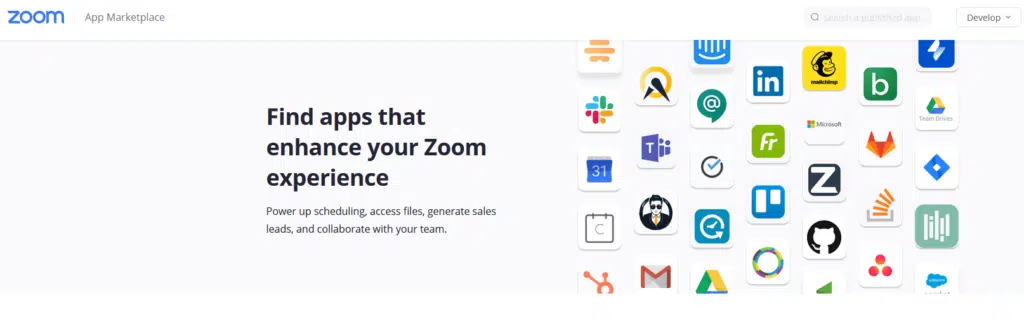 zoom
App Marketplace
Search a published app
Develop
Find apps that
enhance your Zoom
experience
Power up scheduling, access files, generate sales
leads, and collaborate with your team.
mailchimp
Microsoft
Team Drives
31
T
@
in
Fr
b
Z
C
M